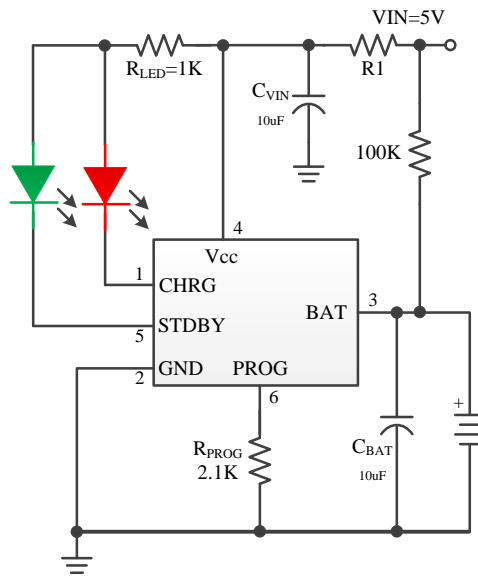 VIN=5V
RLED=1K
R1
CVIN
10uF
100K
4
Vcc
1
CHRG
3
BAT
STDBY
5
GND
PROG
2
6
RPROG
2.1K
CBAT
10uF
+